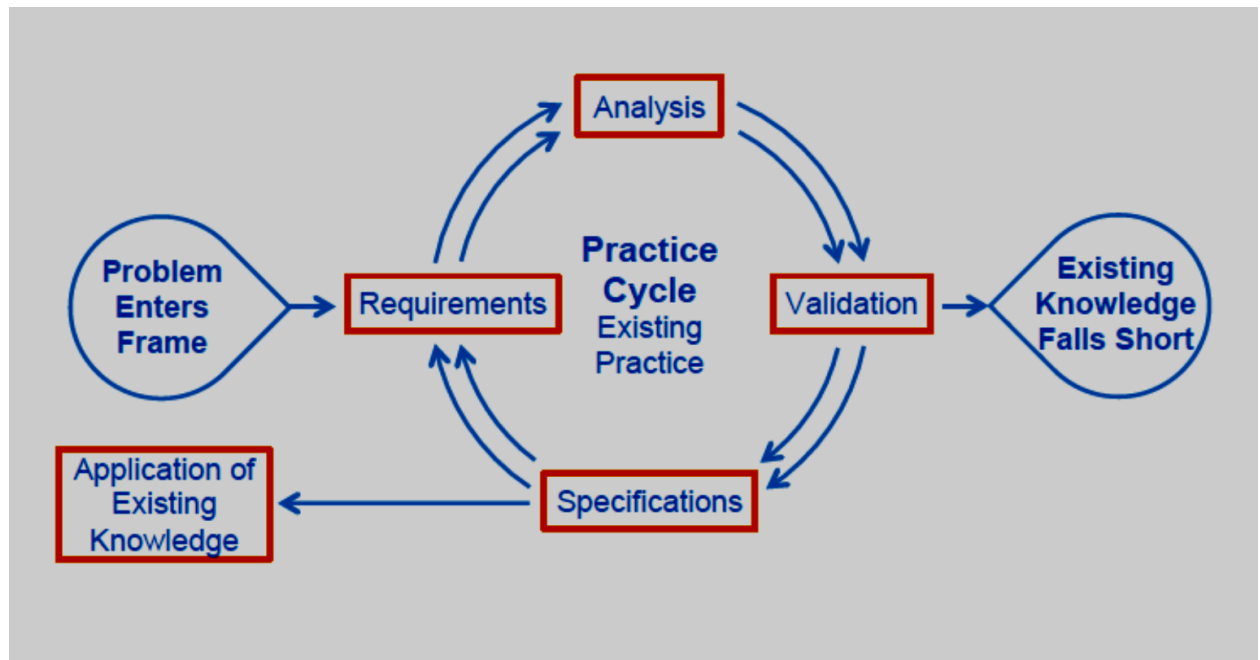 Analysis
Problem
Enters
Frame
Requirements
Practice
Cycle
Existing
Practice
Validation
Existing
Knowledge
Falls Short
Application of
Existing
Knowledge
Specifications